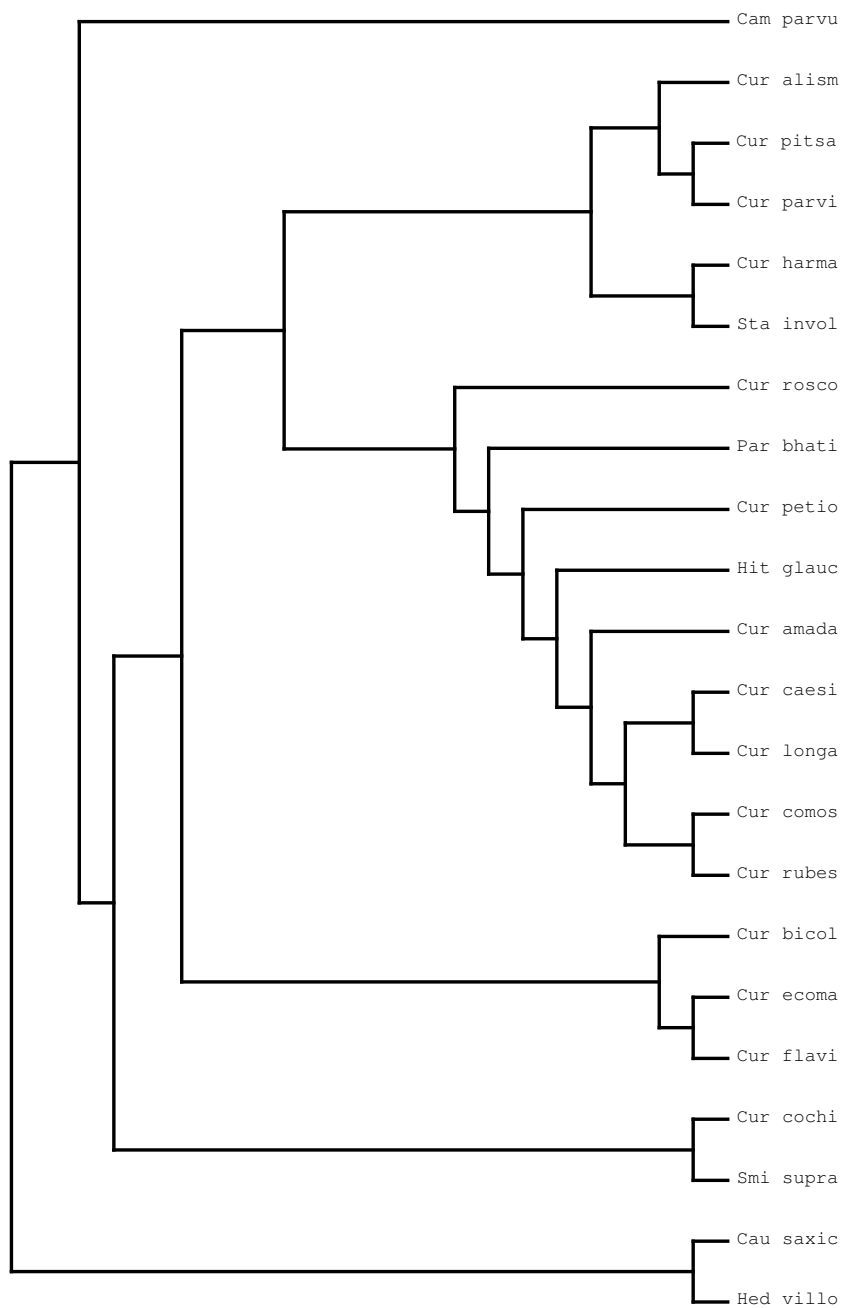 Cam parvu
Cur alism
Cur pitsa
Cur parvi
Cur harma
Sta invol
Cur rosco
Par bhati
Cur petio
Hit glauc
Cur amada
Cur caesi
Cur longa
Cur comos
Cur rubes
Cur bicol
Cur ecoma
Cur flavi
Cur cochi
Smi supra
Cau saxic
Hed villo